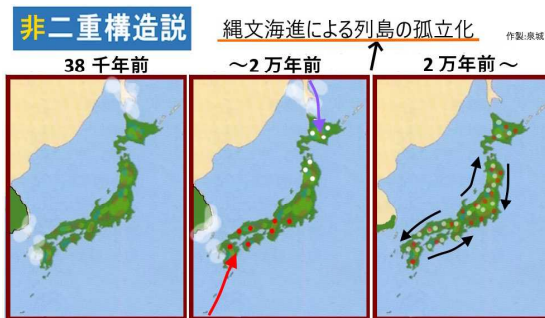 非二重構造説
縄文海進による列島の孤立化
作製:泉城
38 千年前
～2 万年前
2 万年前～